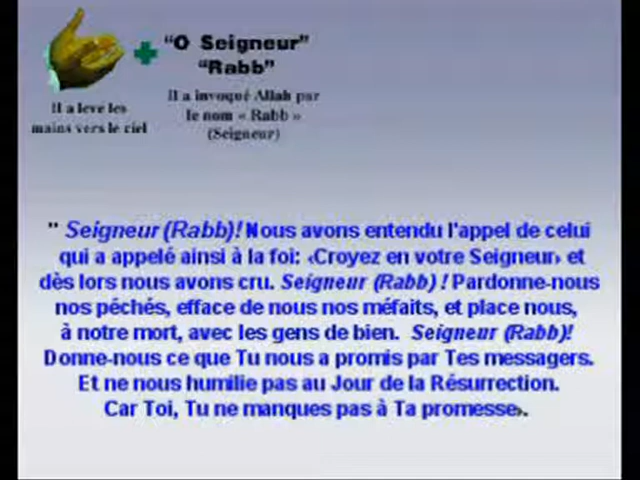 "O Seigneur"
"Rabb"
Il a levé les
mains vers le ciel
Il a invoqué Allah par
le nom « Rabb »
(Seigneur)
" Seigneur (Rabb)! Nous avons entendu l'appel de celui
qui a appelé ainsi à la foi: ‹Croyez en votre Seigneur› et
dès lors nous avons cru. Seigneur (Rabb) ! Pardonne-nous
nos péchés, efface de nous nos méfaits, et place nous,
à notre mort, avec les gens de bien. Seigneur (Rabb)!
Donne-nous ce que Tu nous a promis par Tes messagers.
Et ne nous humilie pas au Jour de la Résurrection.
Car Toi, Tu ne manques pas à Ta promesse›.